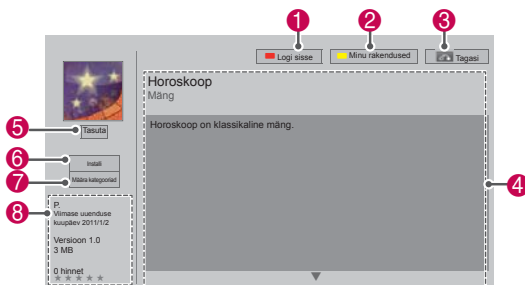 1
2
3
Logi sisse
Minu rakendused
Tagasi
Horoskoop
Mäng
Horoskoop on klassikaline mäng.
4
5
Tasuta
6
Installi
7
Määra kategooriad
8
P.
Viimase uuenduse
kuupäev 2011/1/2
Versioon 1.0
3 MB
0 hinnet